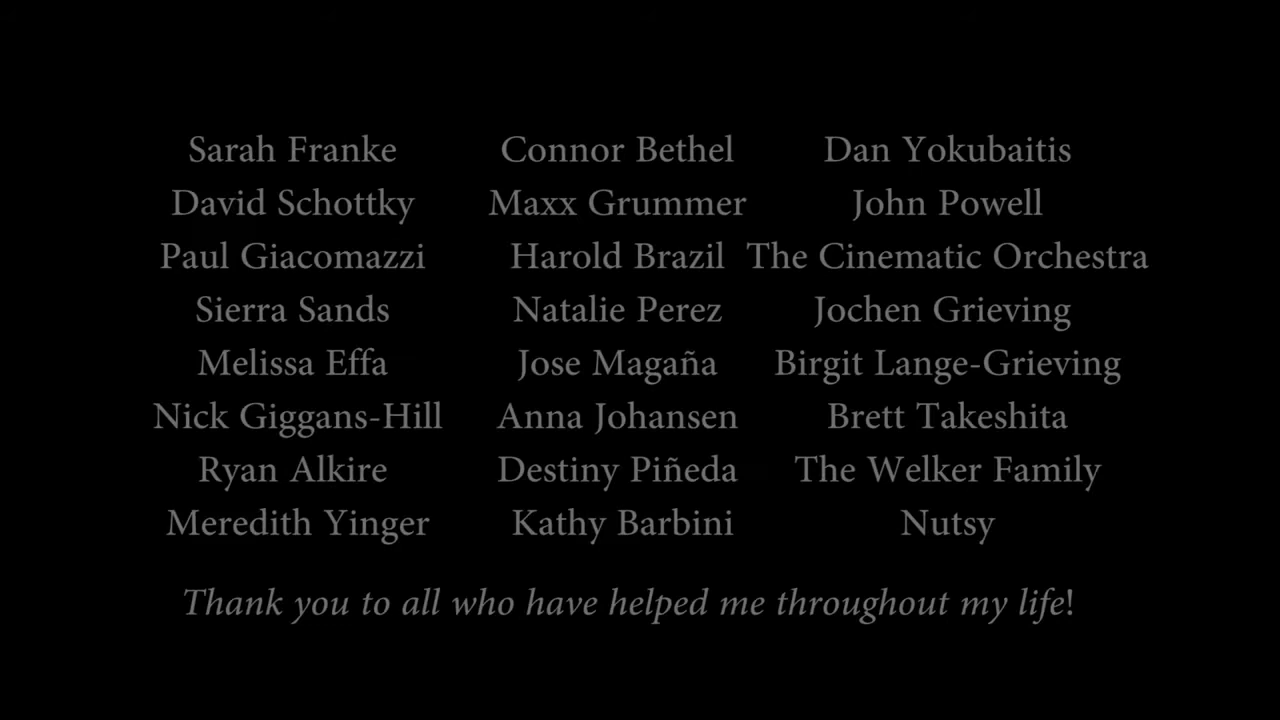 Sarah Franke Connor Bethel Dan Yokubaitis
David Schottky Maxx Grummer John Powell
Paul Giacomazzi Harold Brazil The Cinematic Orchestra
Sierra Sands Natalie Perez Jochen Grieving
Melissa Effa Jose Magaña Birgit Lange-Grieving
Nick Giggans-Hill Anna Johansen Brett Takeshita
Ryan Alkire Destiny Piñeda The Welker Family
Meredith Yinger Kathy Barbini Nutsy
Thank you to all who have helped me throughout my life!